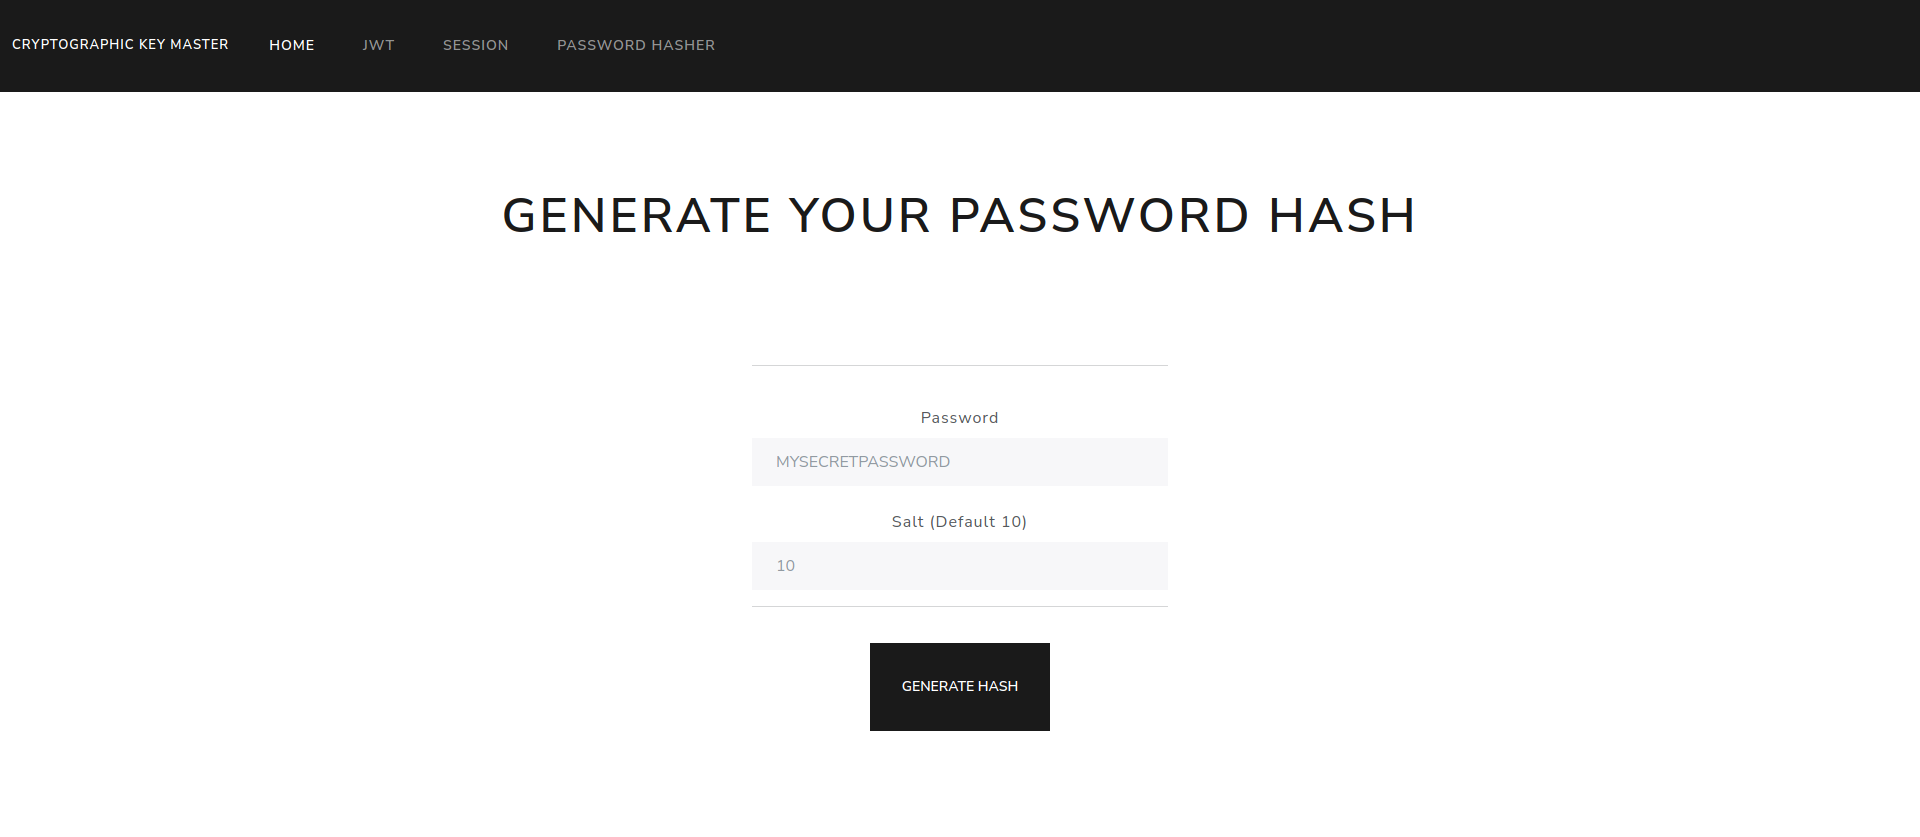 CRYPTOGRAPHIC KEY MASTER HOME JWT SESSION PASSWORD HASHER
GENERATE YOUR PASSWORD HASH
Password
MYSECRETPASSWORD
Salt (Default 10)
10
GENERATE HASH